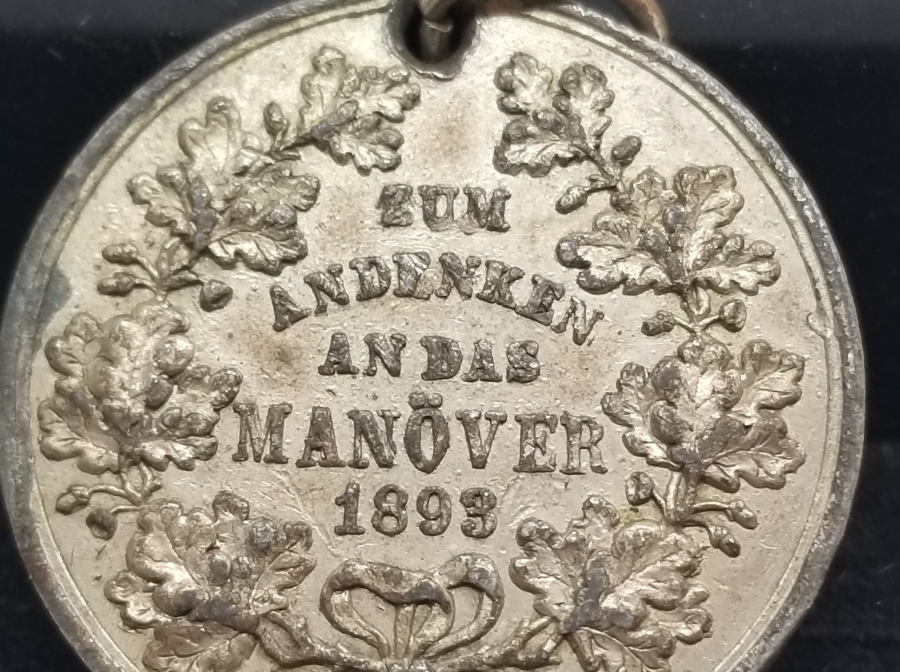 ZUM
ANDENKEN
AN DAS
MANÖVER
1893